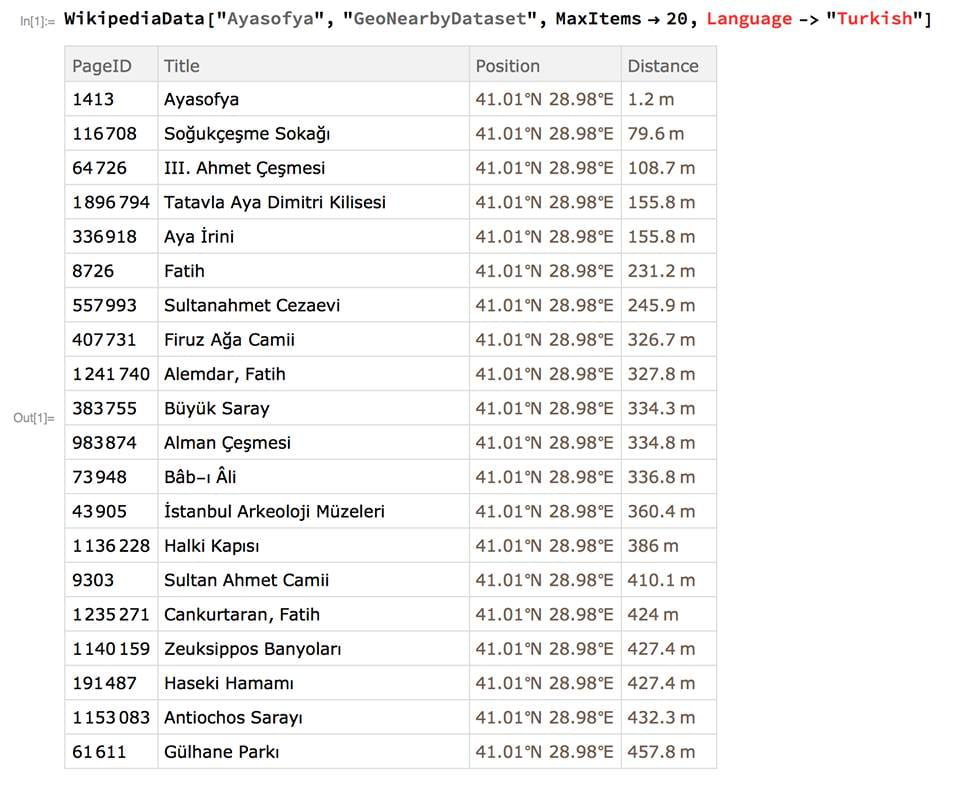 In[1]:= WikipediaData["Ayasofya", "GeoNearbyDataset", MaxItems → 20, Language -> "Turkish"]
PageID Title Position Distance
1413 Ayasofya 41.01°N 28.98°E 1.2 m
116708 Soğukçeşme Sokağı 41.01°N 28.98°E 79.6 m
64726 III. Ahmet Çeşmesi 41.01°N 28.98°E 108.7 m
1896794 Tatavla Aya Dimitri Kilisesi 41.01°N 28.98°E 155.8 m
336918 Aya İrini 41.01°N 28.98°E 155.8 m
8726 Fatih 41.01°N 28.98°E 231.2 m
557993 Sultanahmet Cezaevi 41.01°N 28.98°E 245.9 m
407731 Firuz Ağa Camii 41.01°N 28.98°E 326.7 m
1241740 Alemdar, Fatih 41.01°N 28.98°E 327.8 m
383755 Büyük Saray 41.01°N 28.98°E 334.3 m
Out[1]=
983874 Alman Çeşmesi 41.01°N 28.98°E 334.8 m
73948 Bâb-ı Âli 41.01°N 28.98°E 336.8 m
43905 İstanbul Arkeoloji Müzeleri 41.01°N 28.98°E 360.4 m
1136228 Halki Kapısı 41.01°N 28.98°E 386 m
9303 Sultan Ahmet Camii 41.01°N 28.98°E 410.1 m
1235271 Cankurtaran, Fatih 41.01°N 28.98°E 424 m
1140159 Zeuksippos Banyoları 41.01°N 28.98°E 427.4 m
191487 Haseki Hamamı 41.01°N 28.98°E 427.4 m
1153083 Antiochos Sarayı 41.01°N 28.98°E 432.3 m
61611 Gülhane Parkı 41.01°N 28.98°E 457.8 m